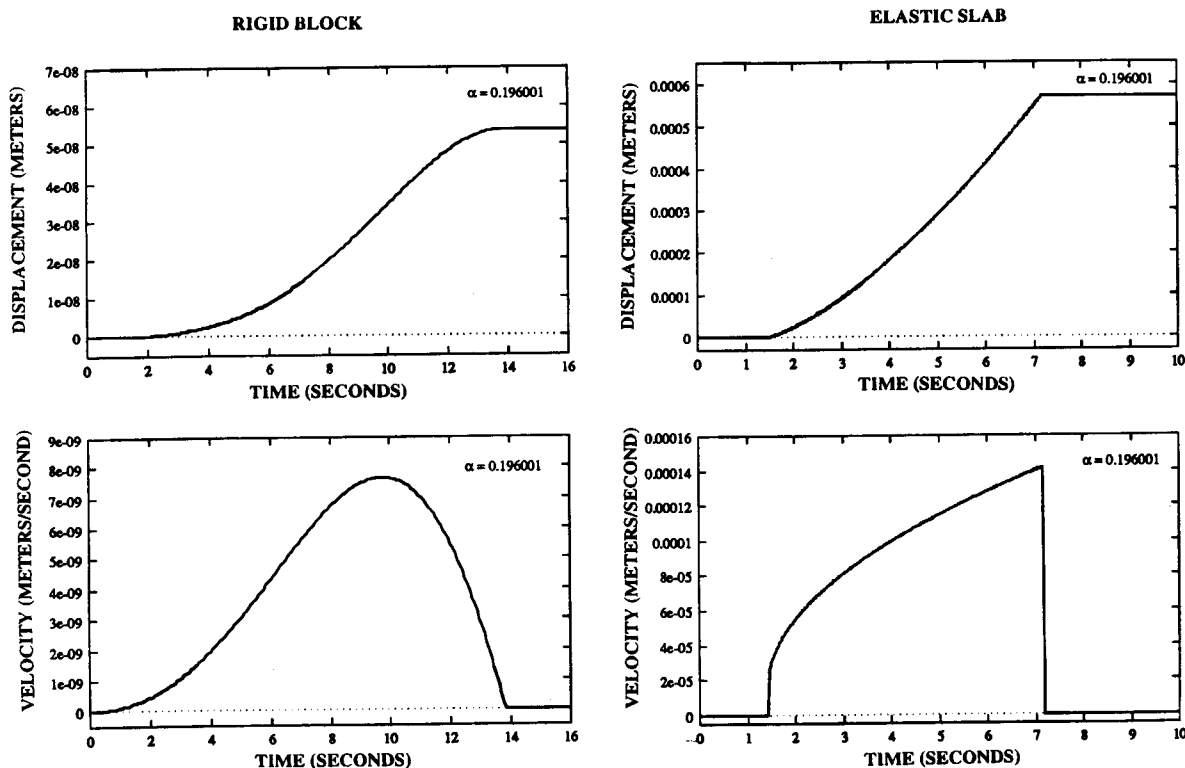 RIGID BLOCK
ELASTIC SLAB
DISPLACEMENT (METERS)
7e-08
6e-08
5e-08
4e-08
3e-08
2e-08
1e-08
0
α = 0.196001
0 2 4 6 8 10 12 14 16
TIME (SECONDS)
DISPLACEMENT (METERS)
0.0006
0.0005
0.0004
0.0003
0.0002
0.0001
0
α = 0.196001
0 1 2 3 4 5 6 7 8 9 10
TIME (SECONDS)
VELOCITY (METERS/SECOND)
9e-09
8e-09
7e-09
6e-09
5e-09
4e-09
3e-09
2e-09
1e-09
0
α = 0.196001
0 2 4 6 8 10 12 14 16
TIME (SECONDS)
VELOCITY (METERS/SECOND)
0.00016
0.00014
0.00012
0.0001
8e-05
6e-05
4e-05
2e-05
0
α = 0.196001
0 1 2 3 4 5 6 7 8 9 10
TIME (SECONDS)